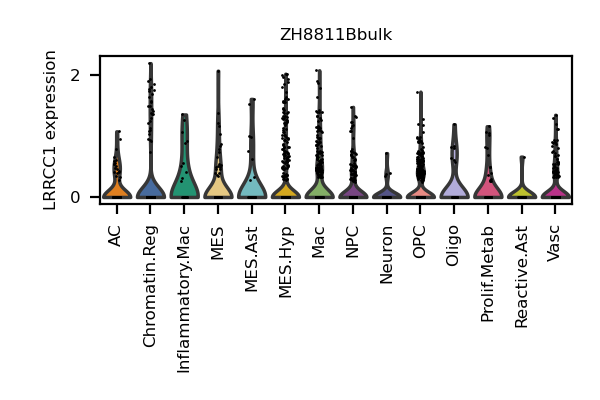 ZH8811Bbulk
LRRCC1 expression
2
0
AC
Chromatin.Reg
Inflammatory.Mac
MES
MES.Ast
MES.Hyp
Mac
NPC
Neuron
OPC
Oligo
Prolif.Metab
Reactive.Ast
Vasc